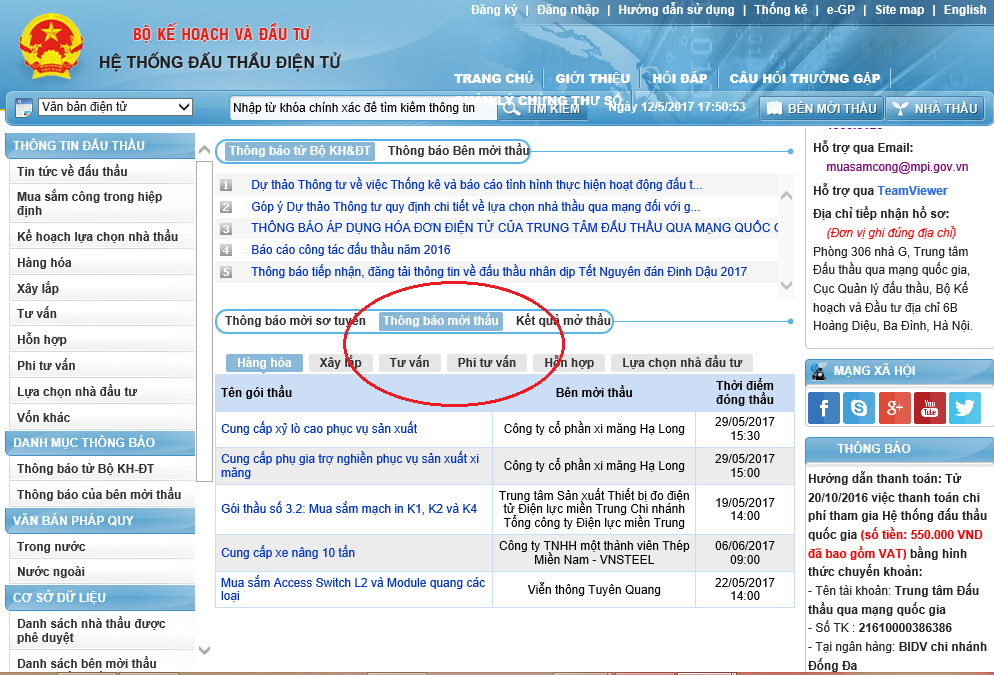 Đăng ký | Đăng nhập | Hướng dẫn sử dụng | Thống kê | e-GP | Site map | English
BỘ KẾ HOẠCH VÀ ĐẦU TƯ
HỆ THỐNG ĐẤU THẦU ĐIỆN TỬ
TRANG CHỦ GIỚI THIỆU HỎI ĐÁP CÂU HỎI THƯỜNG GẶP
LÝ CHỨNG THƯ SỐ
Văn bản điện tử
Nhập từ khóa chính xác để tìm kiếm thông tin
TÌM KIẾM
Ngày 12/5/2017 17:50:53
BÊN MỜI THẦU
NHÀ THẦU
THÔNG TIN ĐẤU THẦU
Tin tức về đấu thầu
Mua sắm công trong hiệp
định
Kế hoạch lựa chọn nhà thầu
Hàng hóa
Xây lắp
Tư vấn
Hỗn hợp
Phi tư vấn
Lựa chọn nhà đầu tư
Vốn khác
DANH MỤC THÔNG BÁO
Thông báo từ Bộ KH-ĐT
Thông báo của bên mời thầu
VĂN BẢN PHÁP QUY
Trong nước
Nước ngoài
CƠ SỞ DỮ LIỆU
Danh sách nhà thầu được
phê duyệt
Danh sách bên mời thầu
Thông báo từ Bộ KH&ĐT Thông báo Bên mời thầu
1 Dự thảo Thông tư về việc Thống kê và báo cáo tình hình thực hiện hoạt động đấu t...
2 Góp ý Dự thảo Thông tư quy định chi tiết về lựa chọn nhà thầu qua mạng đối với g...
3 THÔNG BÁO ÁP DỤNG HÓA ĐƠN ĐIỆN TỬ CỦA TRUNG TÂM ĐẤU THẦU QUA MẠNG QUỐC
4 Báo cáo công tác đấu thầu năm 2016
5 Thông báo tiếp nhận, đăng tải thông tin về đấu thầu nhân dịp Tết Nguyên đán Đinh Dậu 2017
Thông báo mời sơ tuyển Thông báo mời thầu Kết quả mở thầu
Hàng hóa Xây lắp Tư vấn Phi tư vấn Hỗn hợp Lựa chọn nhà đầu tư
Tên gói thầu Bên mời thầu Thời điểm
đóng thầu
Cung cấp xỷ lò cao phục vụ sản xuất Công ty cổ phần xi măng Hạ Long 29/05/2017
15:30
Cung cấp phụ gia trợ nghiền phục vụ sản xuất xi
măng Công ty cổ phần xi măng Hạ Long 29/05/2017
15:00
Gói thầu số 3.2: Mua sắm mạch in K1, K2 và K4 Trung tâm Sản xuất Thiết bị đo điện
tử Điện lực miền Trung Chi nhánh
Tổng công ty Điện lực miền Trung 19/05/2017
14:00
Cung cấp xe nâng 10 tấn Công ty TNHH một thành viên Thép
Miền Nam - VNSTEEL 06/06/2017
09:00
Mua sắm Access Switch L2 và Module quang các
loại Viễn thông Tuyên Quang 22/05/2017
14:00
Hỗ trợ qua Email:
muasamcong@mpi.gov.vn
Hỗ trợ qua TeamViewer
Địa chỉ tiếp nhận hồ sơ:
(Đơn vị ghi đúng địa chỉ)
Phòng 306 nhà G, Trung tâm
Đấu thầu qua mạng quốc gia,
Cục Quản lý đấu thầu, Bộ Kế
hoạch và Đầu tư địa chỉ 6B
Hoàng Diệu, Ba Đình, Hà Nội.
MẠNG XÃ HỘI
You Tube
THÔNG BÁO
Hướng dẫn thanh toán: Từ
20/10/2016 việc thanh toán chi
phí tham gia Hệ thống đấu thầu
quốc gia (số tiền: 550.000 VND
đã bao gồm VAT) bằng hình
thức chuyển khoản:
- Tên tài khoản: Trung tâm Đấu
thầu qua mạng quốc gia
- Số TK : 21610000386386
- Tại ngân hàng: BIDV chi nhánh
Đống Đa